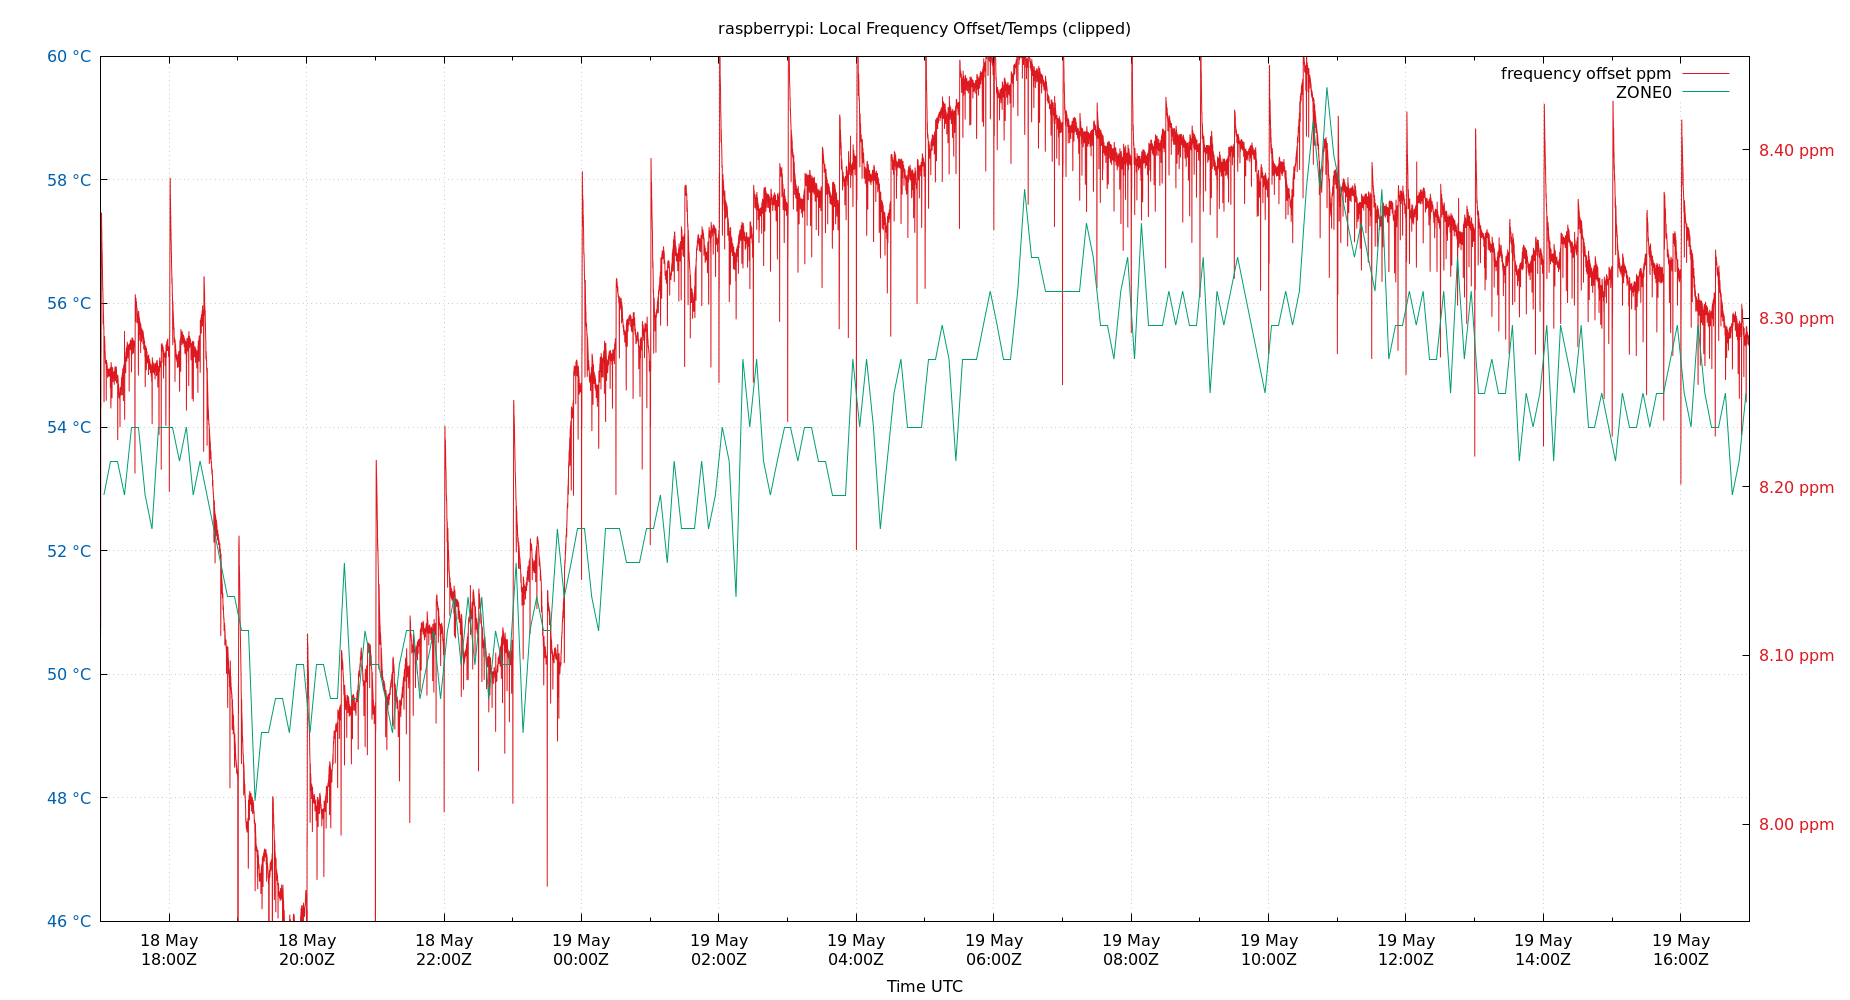 raspberrypi: Local Frequency Offset/Temps (clipped)
60 °C
58 °C
56 °C
54 °C
52 °C
50 °C
48 °C
46 °C
frequency offset ppm
ZONE0
8.40 ppm
8.30 ppm
8.20 ppm
8.10 ppm
8.00 ppm
18 May
18:00Z
18 May
20:00Z
18 May
22:00Z
19 May
00:00Z
19 May
02:00Z
19 May
04:00Z
19 May
06:00Z
19 May
08:00Z
19 May
10:00Z
19 May
12:00Z
19 May
14:00Z
19 May
16:00Z
Time UTC